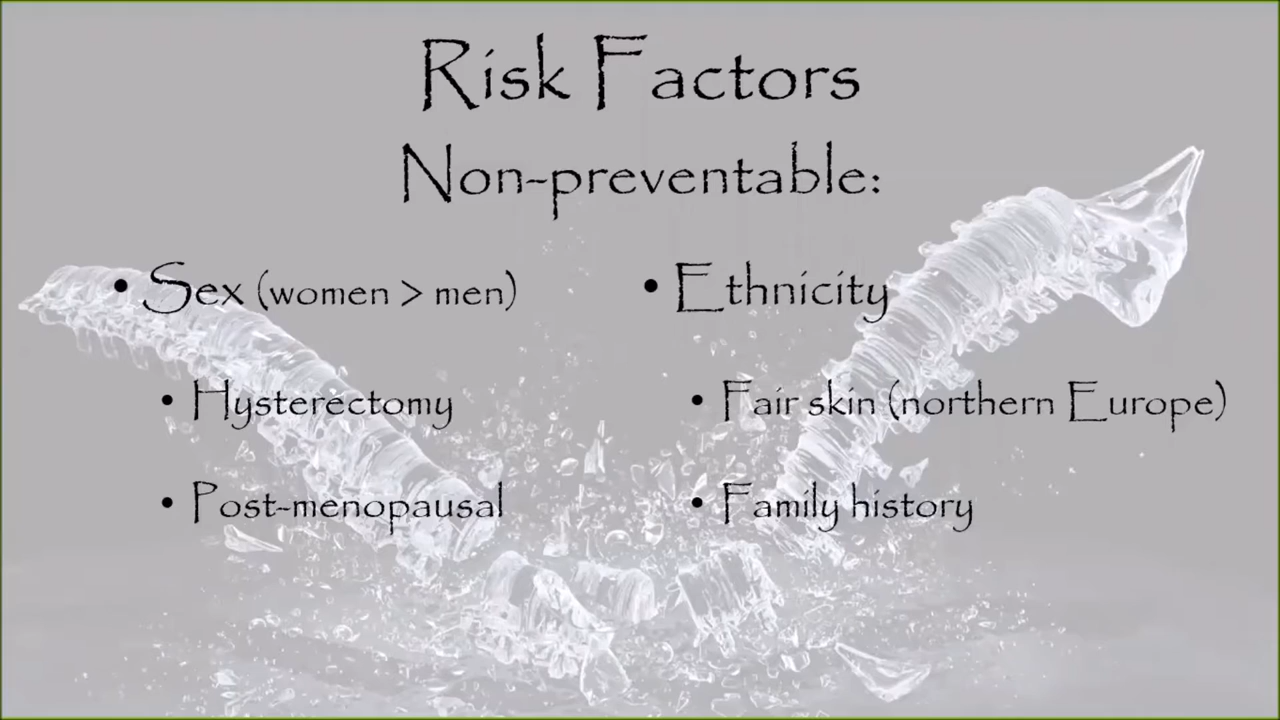 Risk Factors
Non-preventable:
• Sex (women > men)
• Hysterectomy
• Post-menopausal
• Ethnicity
• Fair skin (northern Europe)
• Family history